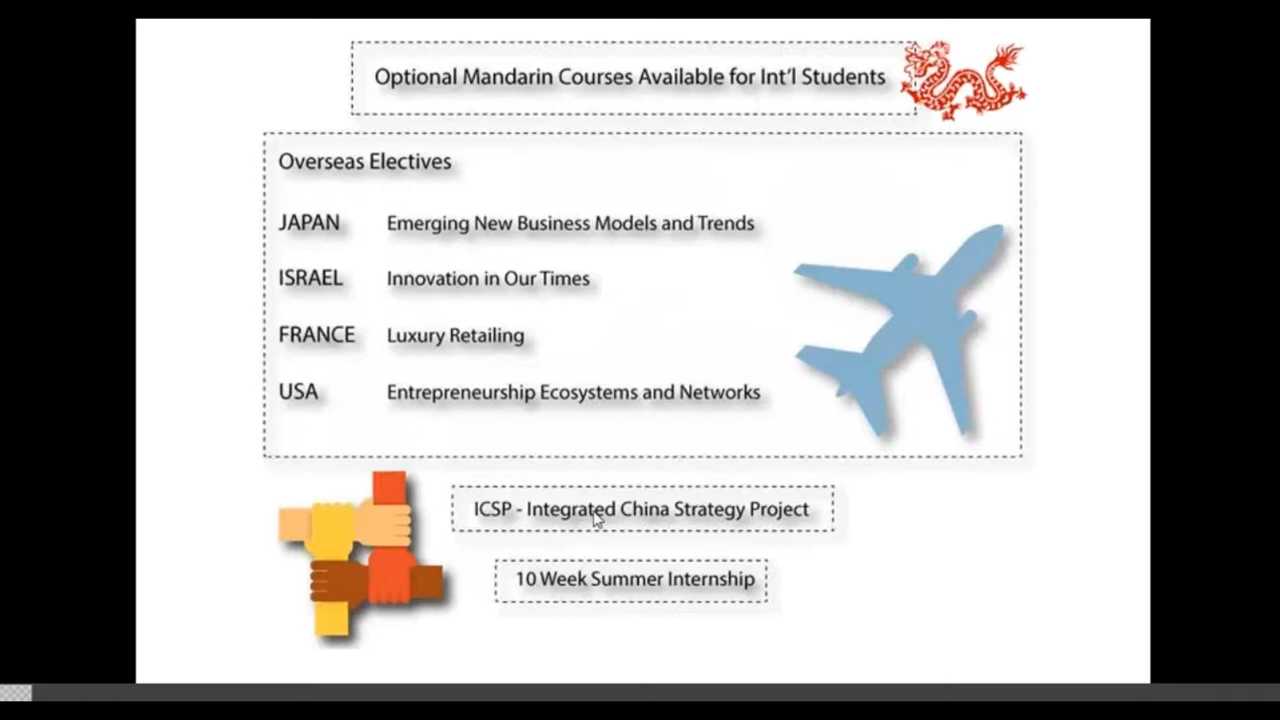 Optional Mandarin Courses Available for Int'l Students
Overseas Electives
JAPAN Emerging New Business Models and Trends
ISRAEL Innovation in Our Times
FRANCE Luxury Retailing
USA Entrepreneurship Ecosystems and Networks
ICSP - Integrated China Strategy Project
10 Week Summer Internship